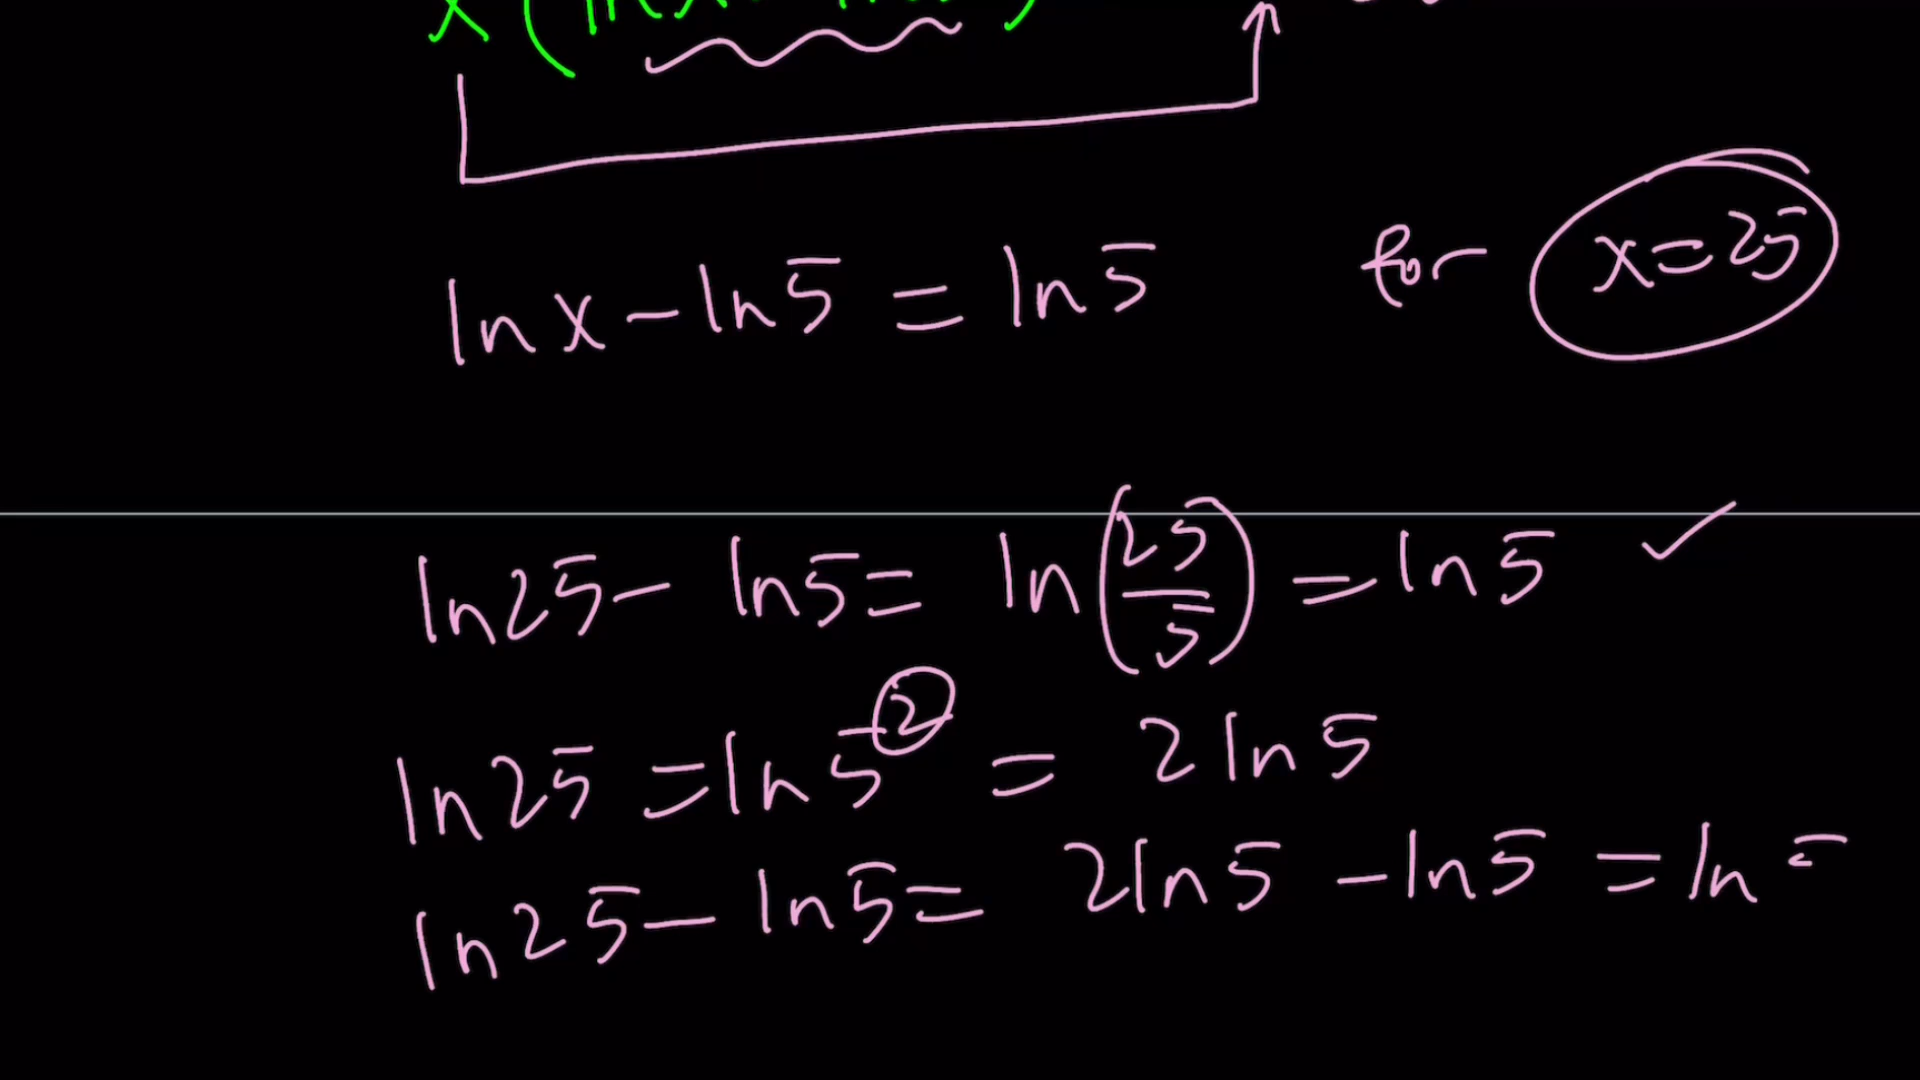 x (ln x
ln x - ln 5 = ln 5 for x = 25
ln 25 - ln 5 = ln(25/5) = ln 5 ✓
ln 25 = ln 5² = 2 ln 5
ln 25 - ln 5 = 2 ln 5 - ln 5 = ln